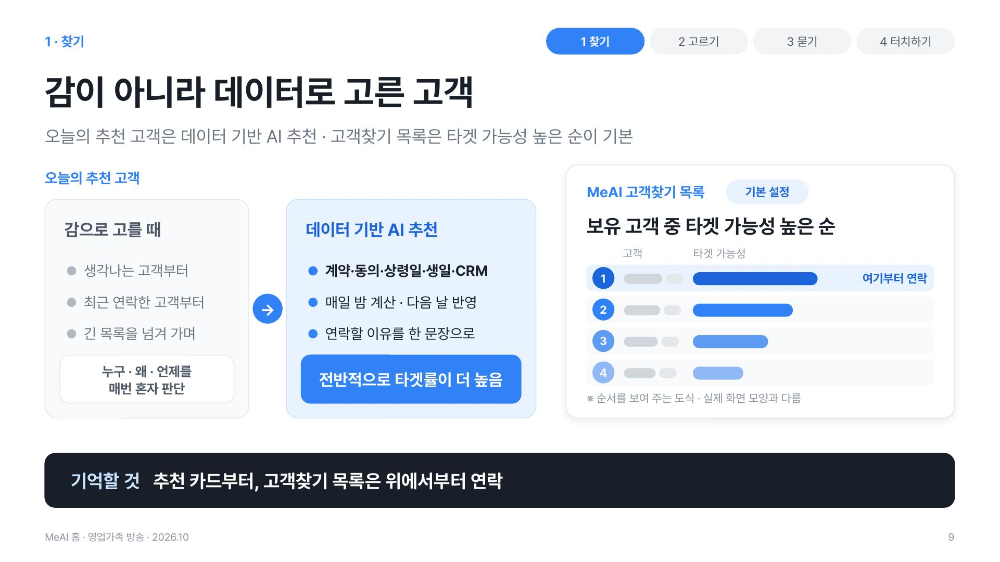 1 · 찾기
1 찾기
2 고르기
3 묻기
4 터치하기
감이 아니라 데이터로 고른 고객
오늘의 추천 고객은 데이터 기반 AI 추천 · 고객찾기 목록은 타겟 가능성 높은 순이 기본
오늘의 추천 고객
감으로 고를 때
생각나는 고객부터
최근 연락한 고객부터
긴 목록을 넘겨 가며
누구 · 왜 · 언제를
매번 혼자 판단
→
데이터 기반 AI 추천
계약·동의·상령일·생일·CRM
매일 밤 계산 · 다음 날 반영
연락할 이유를 한 문장으로
전반적으로 타겟률이 더 높음
MeAI 고객찾기 목록
기본 설정
보유 고객 중 타겟 가능성 높은 순
고객 타겟 가능성
1 여기부터 연락
2
3
4
※ 순서를 보여 주는 도식 · 실제 화면 모양과 다름
기억할 것 추천 카드부터, 고객찾기 목록은 위에서부터 연락
MeAI 홈 · 영업가족 방송 · 2026.10
9